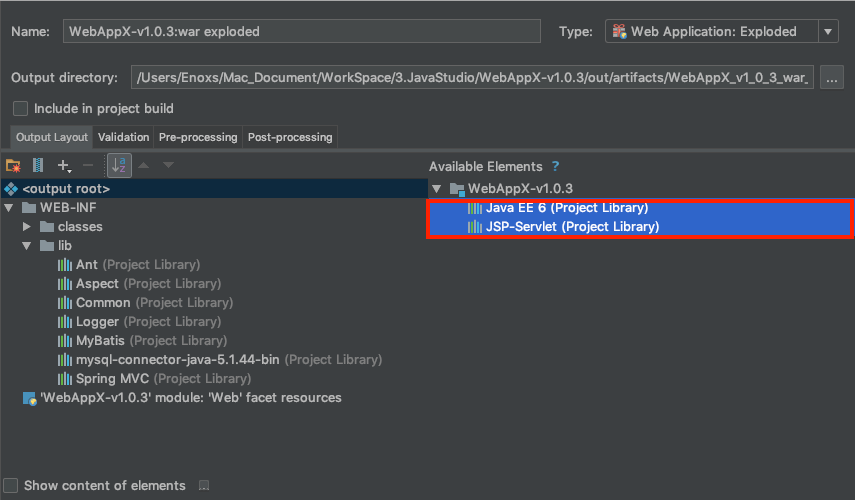 Name: WebAppX-v1.0.3:war exploded Type: Web Application: Exploded
Output directory: /Users/Enoxs/Mac_Document/WorkSpace/3.JavaStudio/WebAppX-v1.0.3/out/artifacts/WebAppX_v1_0_3_war_ ...
Include in project build
Output Layout Validation Pre-processing Post-processing
Available Elements ?
<output root>
WEB-INF
classes
lib
Ant (Project Library)
Aspect (Project Library)
Common (Project Library)
Logger (Project Library)
MyBatis (Project Library)
mysql-connector-java-5.1.44-bin (Project Library)
Spring MVC (Project Library)
'WebAppX-v1.0.3' module: 'Web' facet resources
WebAppX-v1.0.3
Java EE 6 (Project Library)
JSP-Servlet (Project Library)
Show content of elements ...